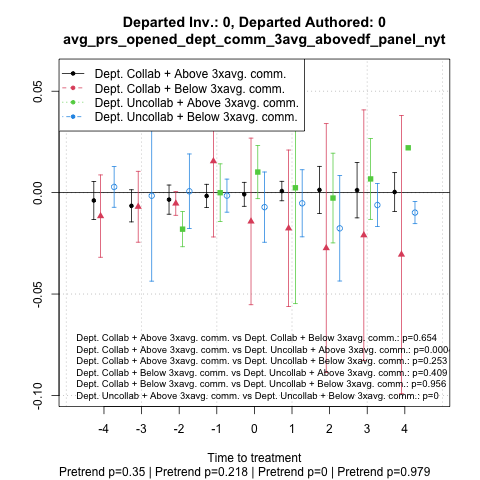 Departed Inv.: 0, Departed Authored: 0
avg_prs_opened_dept_comm_3avg_abovedf_panel_nyt
Dept. Collab + Above 3xavg. comm.
Dept. Collab + Below 3xavg. comm.
Dept. Uncollab + Above 3xavg. comm.
Dept. Uncollab + Below 3xavg. comm.
0.05
0.00
-0.05
-0.10
Dept. Collab + Above 3xavg. comm. vs Dept. Collab + Below 3xavg. comm.: p=0.654
Dept. Collab + Above 3xavg. comm. vs Dept. Uncollab + Above 3xavg. comm.: p=0.000
Dept. Collab + Above 3xavg. comm. vs Dept. Uncollab + Below 3xavg. comm.: p=0.253
Dept. Collab + Below 3xavg. comm. vs Dept. Uncollab + Above 3xavg. comm.: p=0.409
Dept. Collab + Below 3xavg. comm. vs Dept. Uncollab + Below 3xavg. comm.: p=0.956
Dept. Uncollab + Above 3xavg. comm. vs Dept. Uncollab + Below 3xavg. comm.: p=0
-4 -3 -2 -1 0 1 2 3 4
Time to treatment
Pretrend p=0.35 | Pretrend p=0.218 | Pretrend p=0 | Pretrend p=0.979